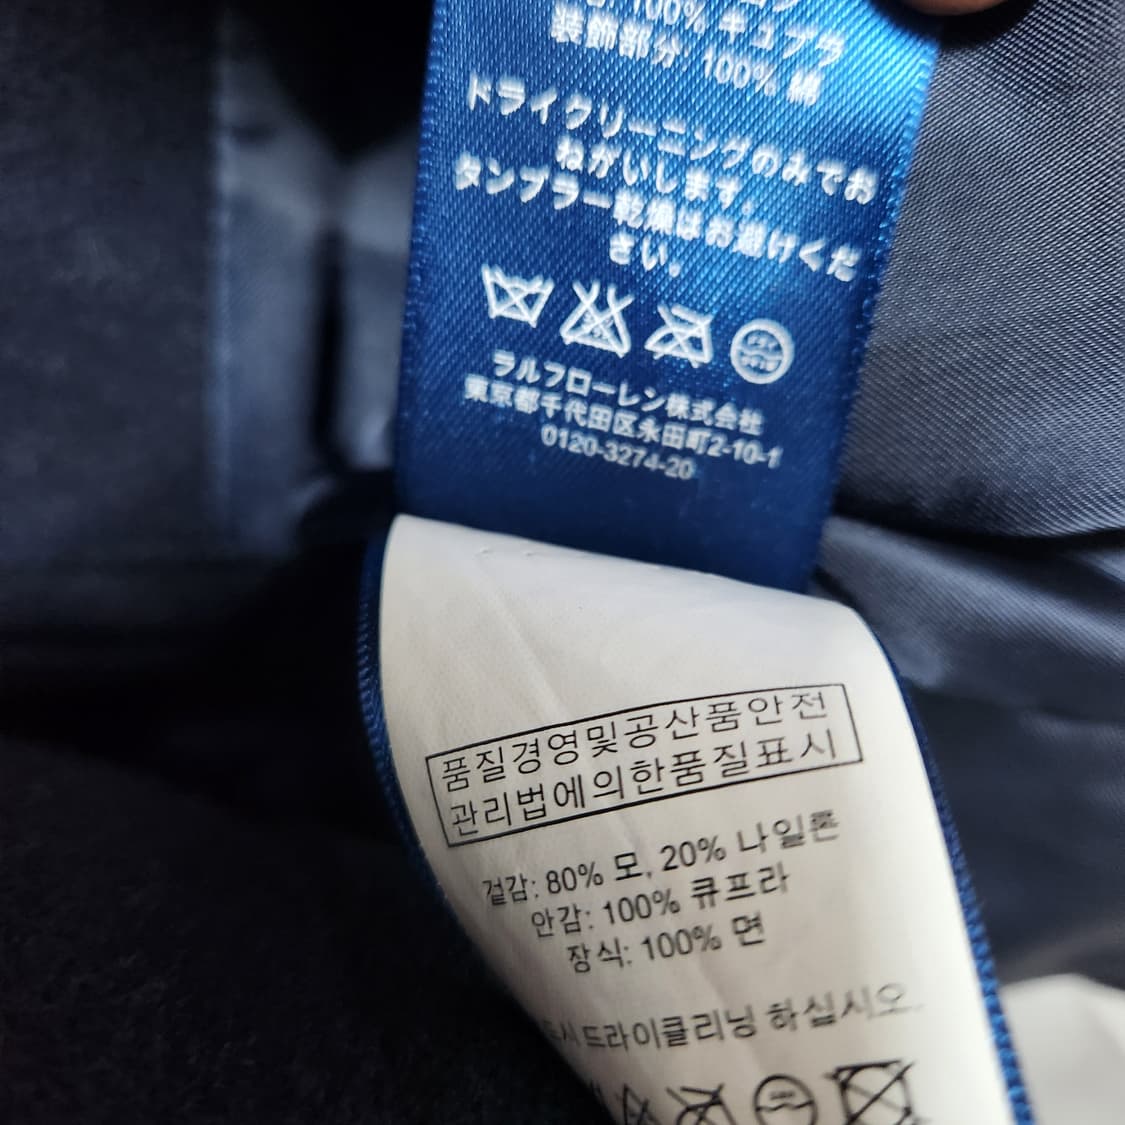 100% キュプラ
装飾部分 100% 綿
ドライクリーニングのみでお
ねがいします。
タンブラー乾燥はお避けくだ
さい。
ラルフローレン株式会社
東京都千代田区永田町2-10-1
0120-3274-20
품질경영및공산품안전
관리법에의한품질표시
겉감: 80% 모, 20% 나일론
안감: 100% 큐프라
장식: 100% 면
드라이클리닝 하십시오.